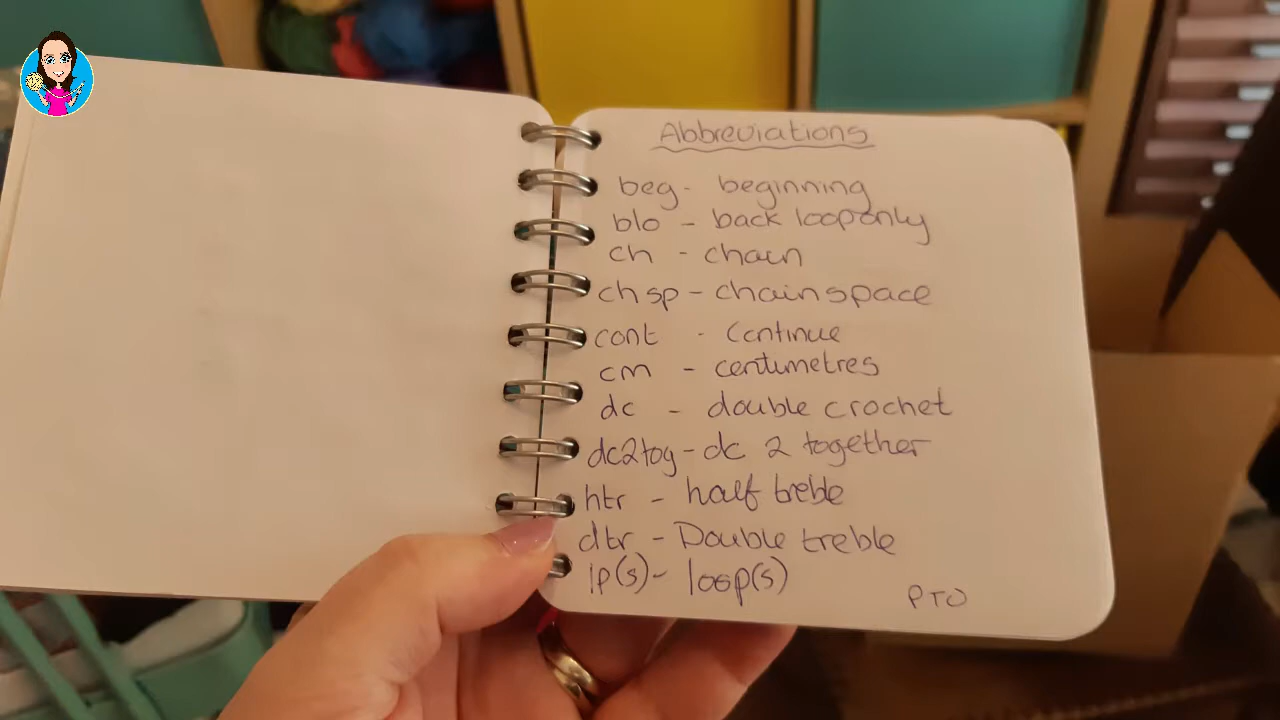 Abbreviations
beg - beginning
blo - back loop only
ch - chain
ch sp - chain space
cont - Continue
cm - centimetres
dc - double crochet
dc2tog - dc 2 together
htr - half treble
dtr - Double treble
lp(s) - loop(s)
PTO